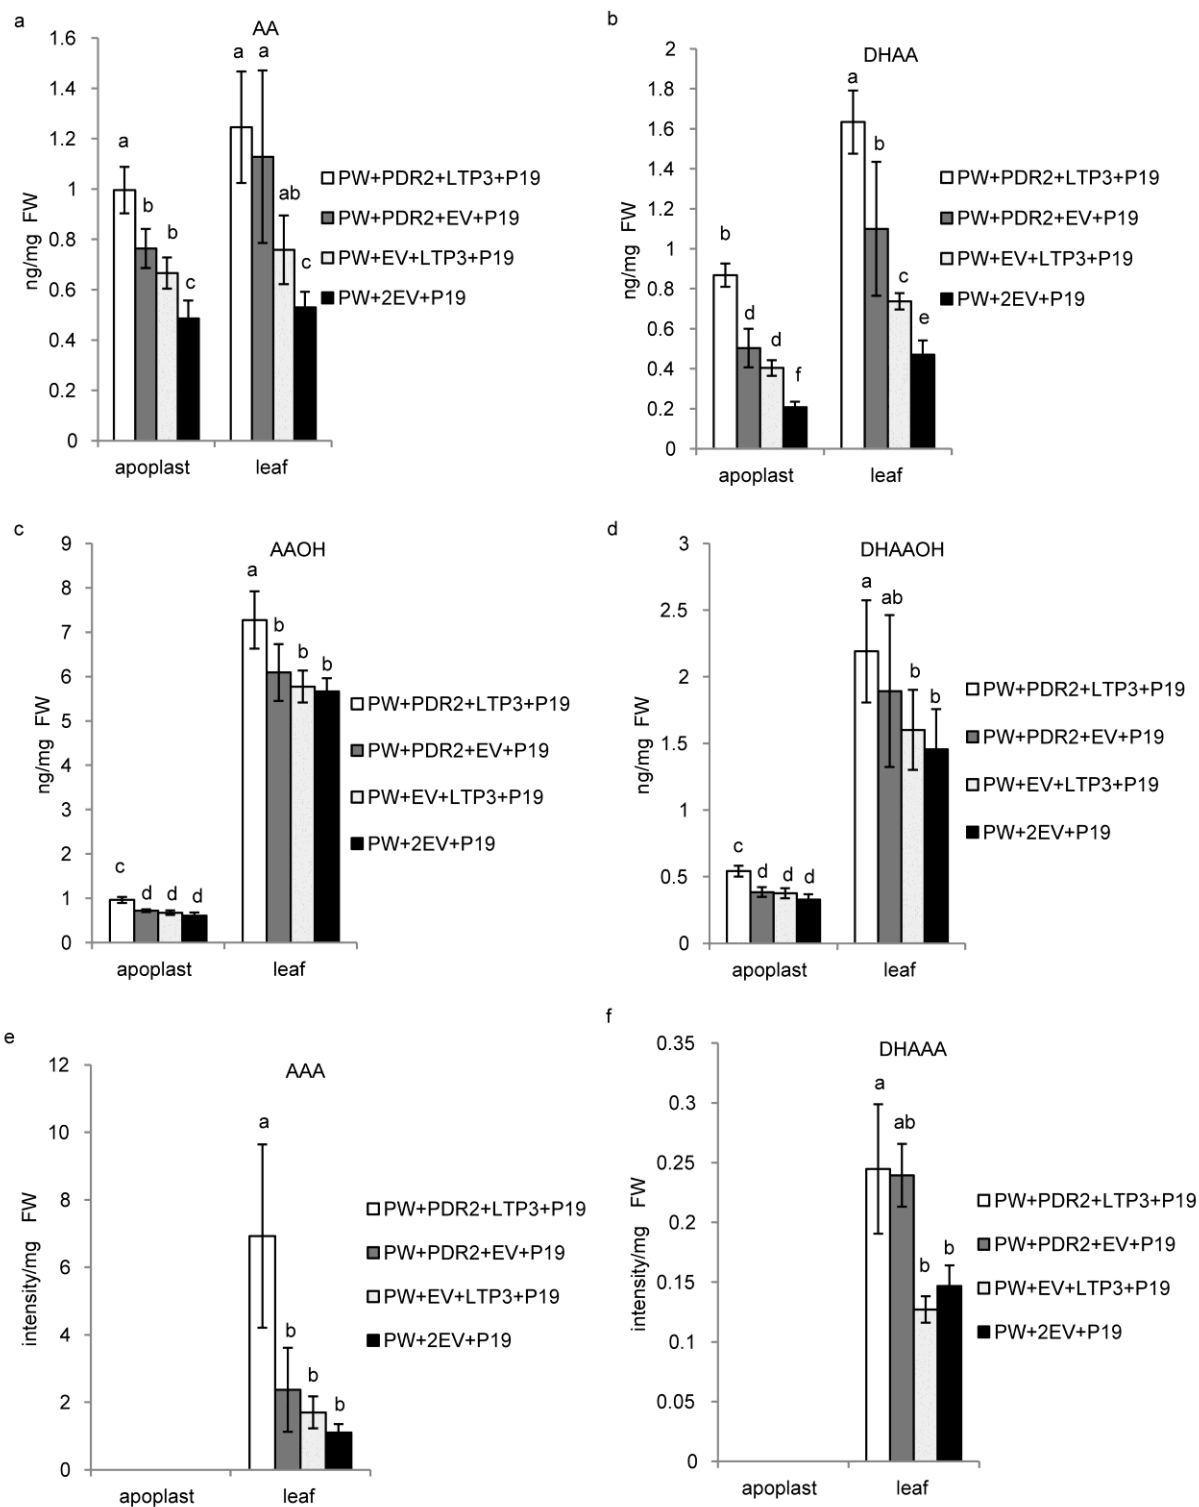 a
AA
1.6
1.4
1.2
1
0.8
0.6
0.4
0.2
0
ng/mg FW
a
b
b
c
a
a
ab
c
apoplast
leaf
PW+PDR2+LTP3+P19
PW+PDR2+EV+P19
PW+EV+LTP3+P19
PW+2EV+P19
b
DHAA
2
1.8
1.6
1.4
1.2
1
0.8
0.6
0.4
0.2
0
ng/mg FW
b
d
d
f
a
b
c
e
apoplast
leaf
PW+PDR2+LTP3+P19
PW+PDR2+EV+P19
PW+EV+LTP3+P19
PW+2EV+P19
c
AAOH
9
8
7
6
5
4
3
2
1
0
ng/mg FW
c
d
d
d
a
b
b
b
apoplast
leaf
PW+PDR2+LTP3+P19
PW+PDR2+EV+P19
PW+EV+LTP3+P19
PW+2EV+P19
d
DHAAOH
3
2.5
2
1.5
1
0.5
0
ng/mg FW
c
d
d
d
a
ab
b
b
apoplast
leaf
PW+PDR2+LTP3+P19
PW+PDR2+EV+P19
PW+EV+LTP3+P19
PW+2EV+P19
e
AAA
12
10
8
6
4
2
0
intensity/mg FW
a
b
b
b
apoplast
leaf
PW+PDR2+LTP3+P19
PW+PDR2+EV+P19
PW+EV+LTP3+P19
PW+2EV+P19
f
DHAAA
0.35
0.3
0.25
0.2
0.15
0.1
0.05
0
intensity/mg FW
a
ab
b
b
apoplast
leaf
PW+PDR2+LTP3+P19
PW+PDR2+EV+P19
PW+EV+LTP3+P19
PW+2EV+P19